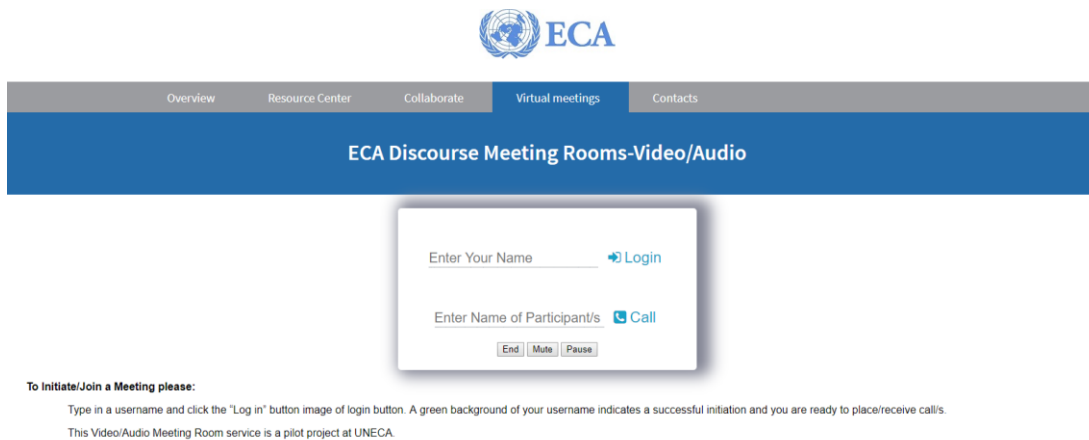 ECA
Overview Resource Center Collaborate Virtual meetings Contacts
ECA Discourse Meeting Rooms-Video/Audio
Enter Your Name Login
Enter Name of Participant/s Call
End Mute Pause
To Initiate/Join a Meeting please:
Type in a username and click the "Log in" button image of login button. A green background of your username indicates a successful initiation and you are ready to place/receive call/s.
This Video/Audio Meeting Room service is a pilot project at UNECA.